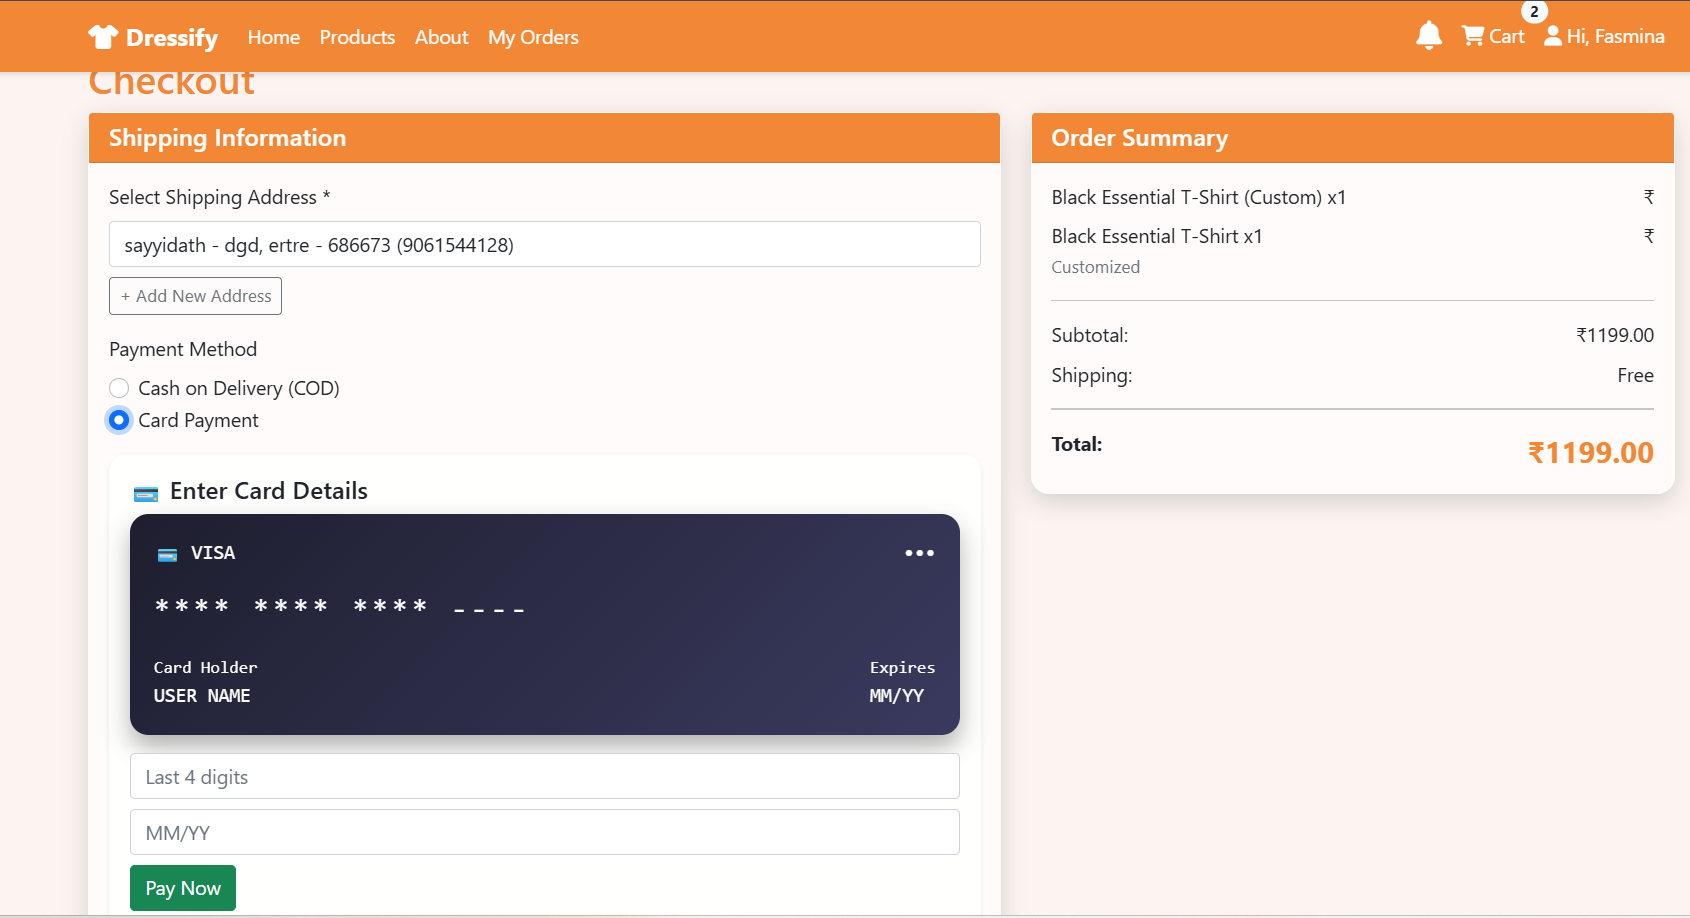 Dressify Home Products About My Orders
2
Cart Hi, Fasmina
Checkout
Shipping Information
Select Shipping Address *
sayyidath - dgd, ertre - 686673 (9061544128)
+ Add New Address
Payment Method
Cash on Delivery (COD)
Card Payment
Enter Card Details
VISA
**** **** **** ----
Card Holder
USER NAME
Expires
MM/YY
Last 4 digits
MM/YY
Pay Now
Order Summary
Black Essential T-Shirt (Custom) x1 ₹
Black Essential T-Shirt x1 ₹
Customized
Subtotal: ₹1199.00
Shipping: Free
Total: ₹1199.00